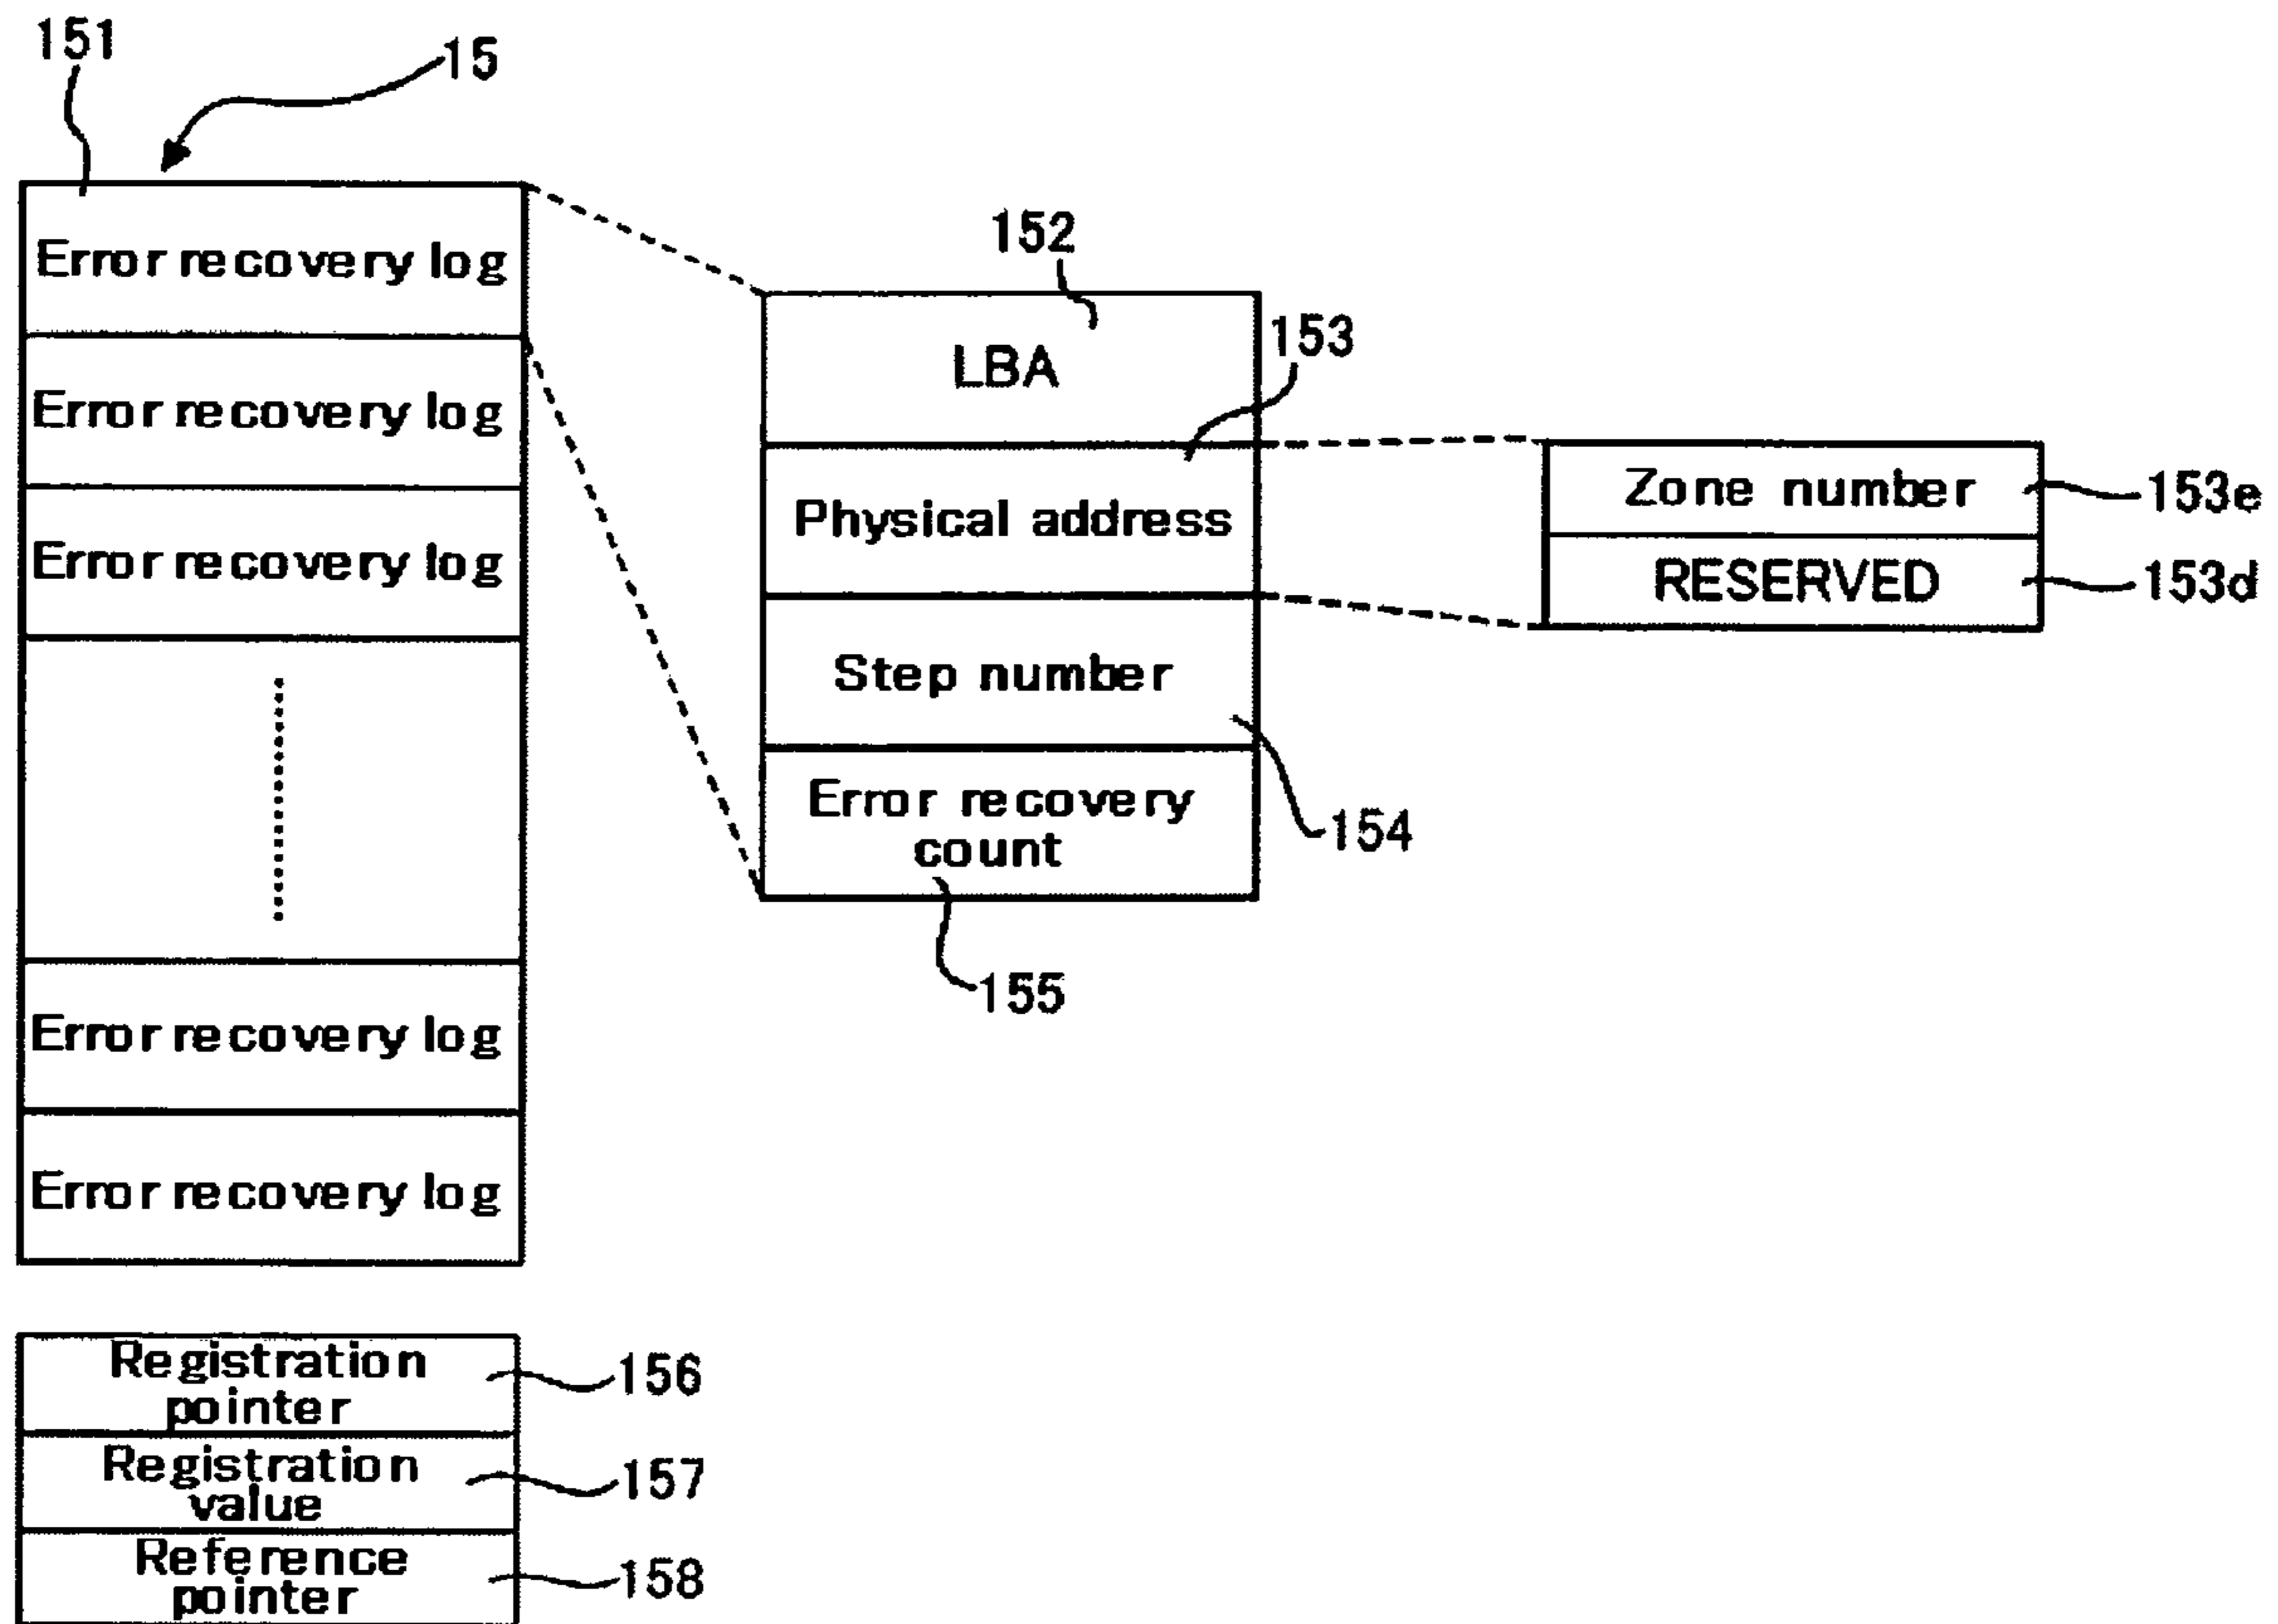 151
15
Error recovery log
Error recovery log
Error recovery log
Error recovery log
Error recovery log
152
LBA
153
Physical address
Step number
154
Error recovery
count
155
Zone number
153e
RESERVED
153d
Registration
pointer
156
Registration
value
157
Reference
pointer
158